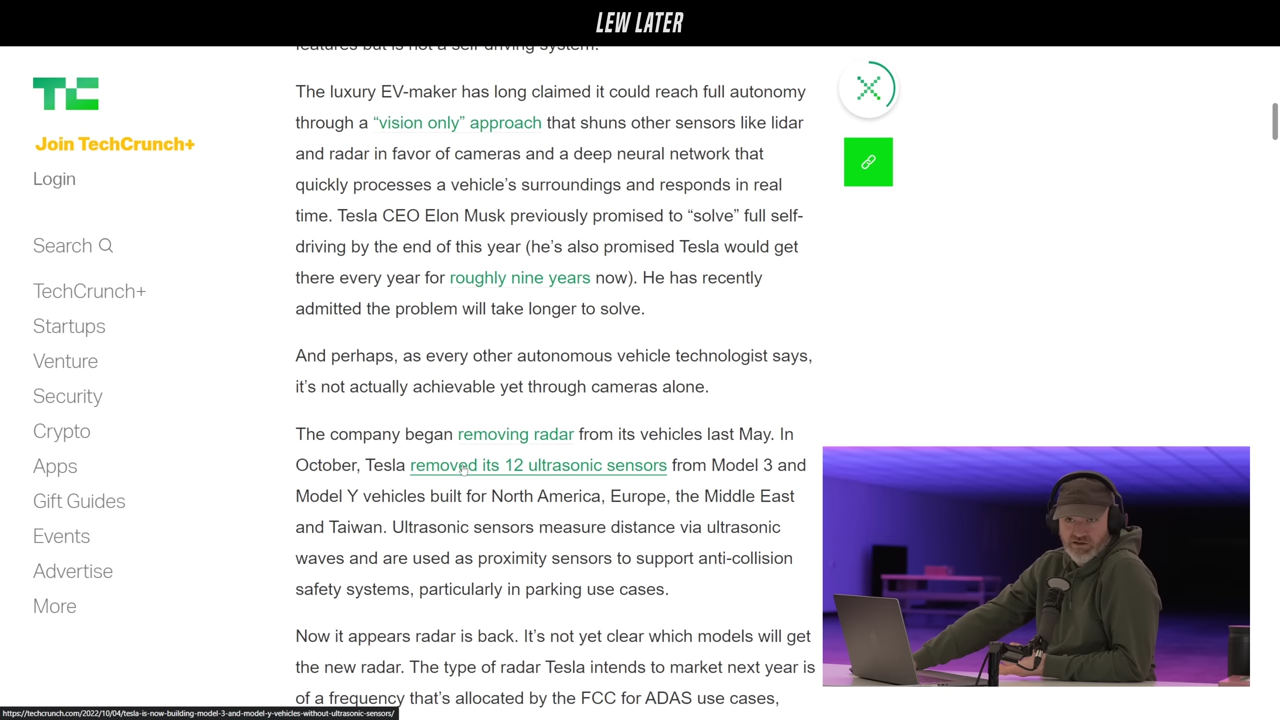 LEW LATER
features but is not a self-driving system.
TC
Join TechCrunch+
Login
Search
TechCrunch+
Startups
Venture
Security
Crypto
Apps
Gift Guides
Events
Advertise
More
The luxury EV-maker has long claimed it could reach full autonomy
through a “vision only” approach that shuns other sensors like lidar
and radar in favor of cameras and a deep neural network that
quickly processes a vehicle’s surroundings and responds in real
time. Tesla CEO Elon Musk previously promised to “solve” full self-
driving by the end of this year (he’s also promised Tesla would get
there every year for roughly nine years now). He has recently
admitted the problem will take longer to solve.
And perhaps, as every other autonomous vehicle technologist says,
it’s not actually achievable yet through cameras alone.
The company began removing radar from its vehicles last May. In
October, Tesla removed its 12 ultrasonic sensors from Model 3 and
Model Y vehicles built for North America, Europe, the Middle East
and Taiwan. Ultrasonic sensors measure distance via ultrasonic
waves and are used as proximity sensors to support anti-collision
safety systems, particularly in parking use cases.
Now it appears radar is back. It’s not yet clear which models will get
the new radar. The type of radar Tesla intends to market next year is
of a frequency that’s allocated by the FCC for ADAS use cases,
https://techcrunch.com/2022/10/04/tesla-is-now-building-model-3-and-model-y-vehicles-without-ultrasonic-sensors/